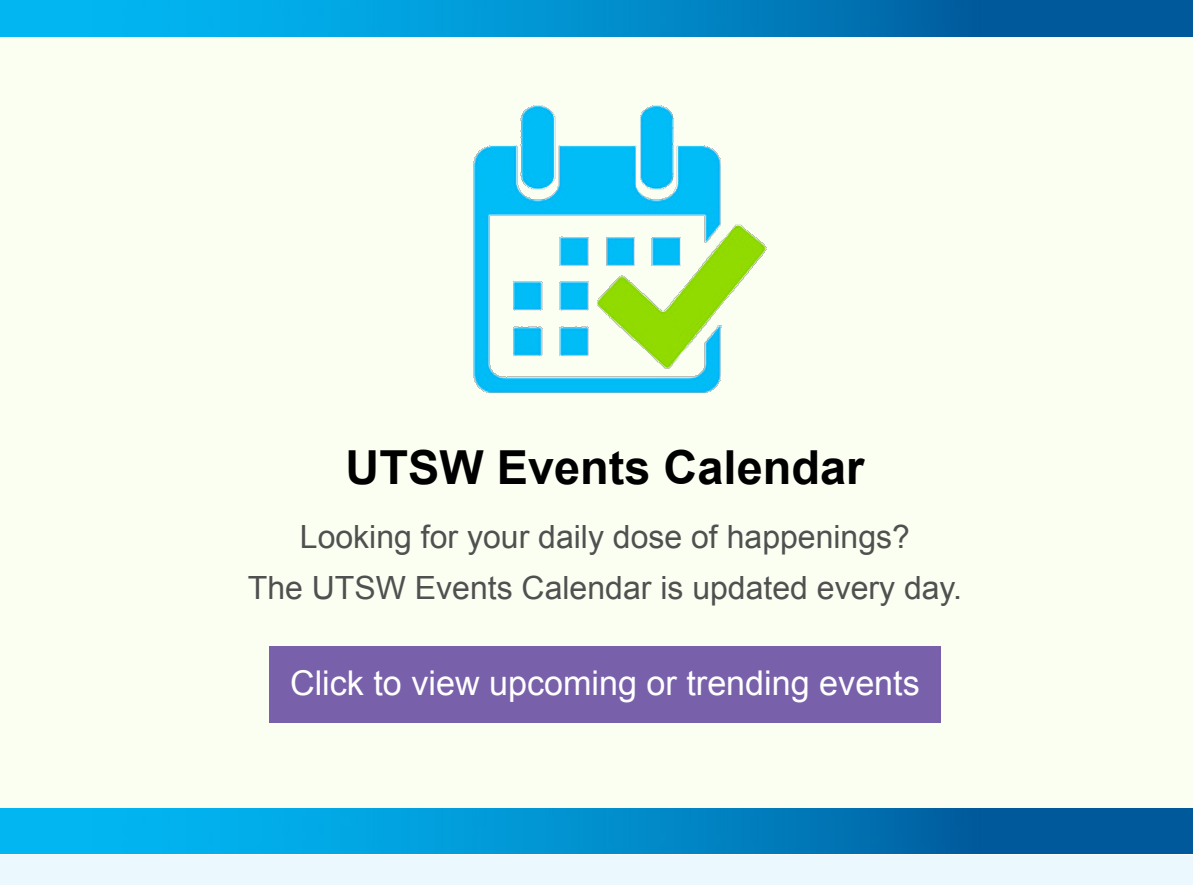 UTSW Events Calendar
Looking for your daily dose of happenings?
The UTSW Events Calendar is updated every day.
Click to view upcoming or trending events